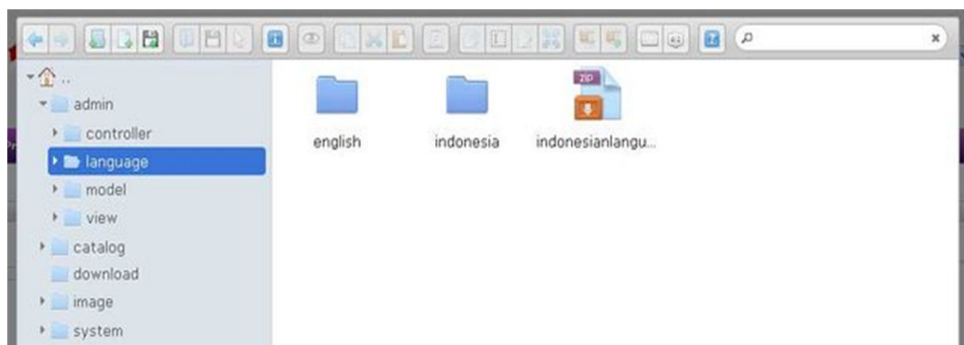 ..
admin
controller
language
model
view
catalog
download
image
system
zip
english
indonesia
indonesianlangu...